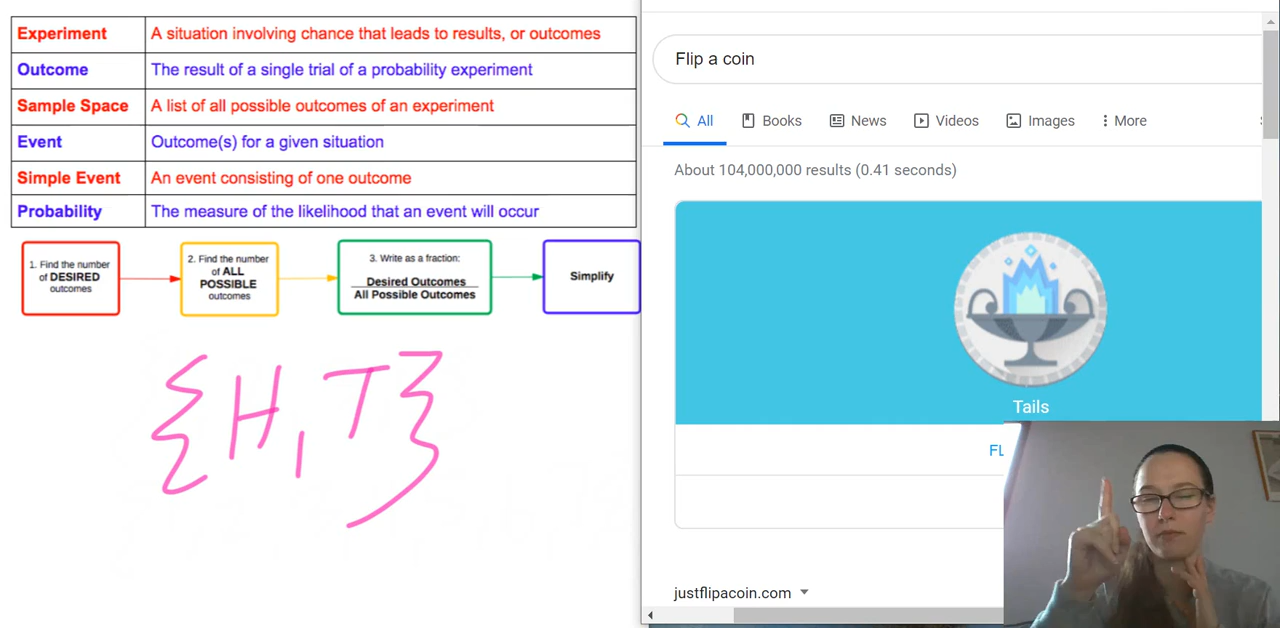 Experiment A situation involving chance that leads to results, or outcomes
Outcome The result of a single trial of a probability experiment
Sample Space A list of all possible outcomes of an experiment
Event Outcome(s) for a given situation
Simple Event An event consisting of one outcome
Probability The measure of the likelihood that an event will occur
1. Find the number
of DESIRED
outcomes
2. Find the number
of ALL
POSSIBLE
outcomes
3. Write as a fraction:
Desired Outcomes
All Possible Outcomes
Simplify
{H, T}
Flip a coin
All Books News Videos Images More
About 104,000,000 results (0.41 seconds)
Tails
FL
justflipacoin.com